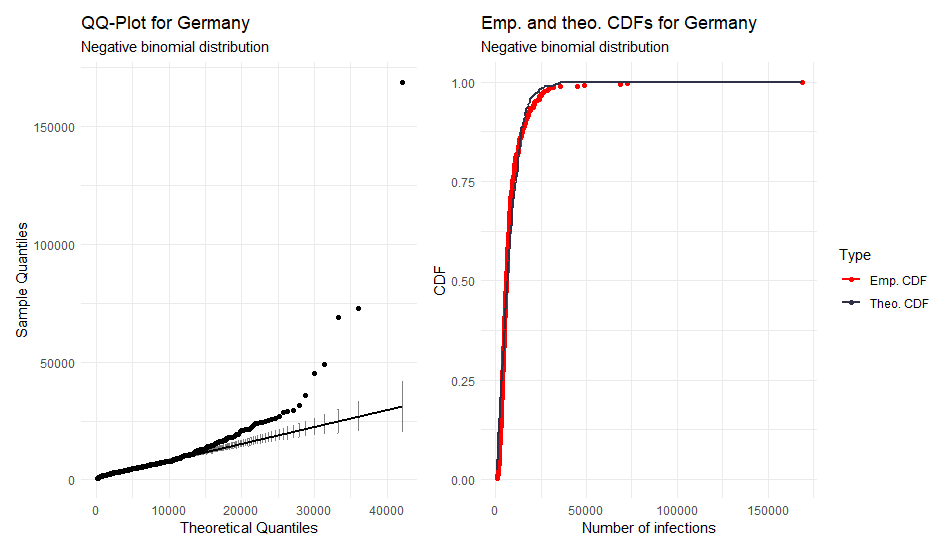 QQ-Plot for Germany
Negative binomial distribution
Sample Quantiles
150000
100000
50000
0
0 10000 20000 30000 40000
Theoretical Quantiles
Emp. and theo. CDFs for Germany
Negative binomial distribution
CDF
1.00
0.75
0.50
0.25
0.00
0 50000 100000 150000
Number of infections
Type
Emp. CDF
Theo. CDF